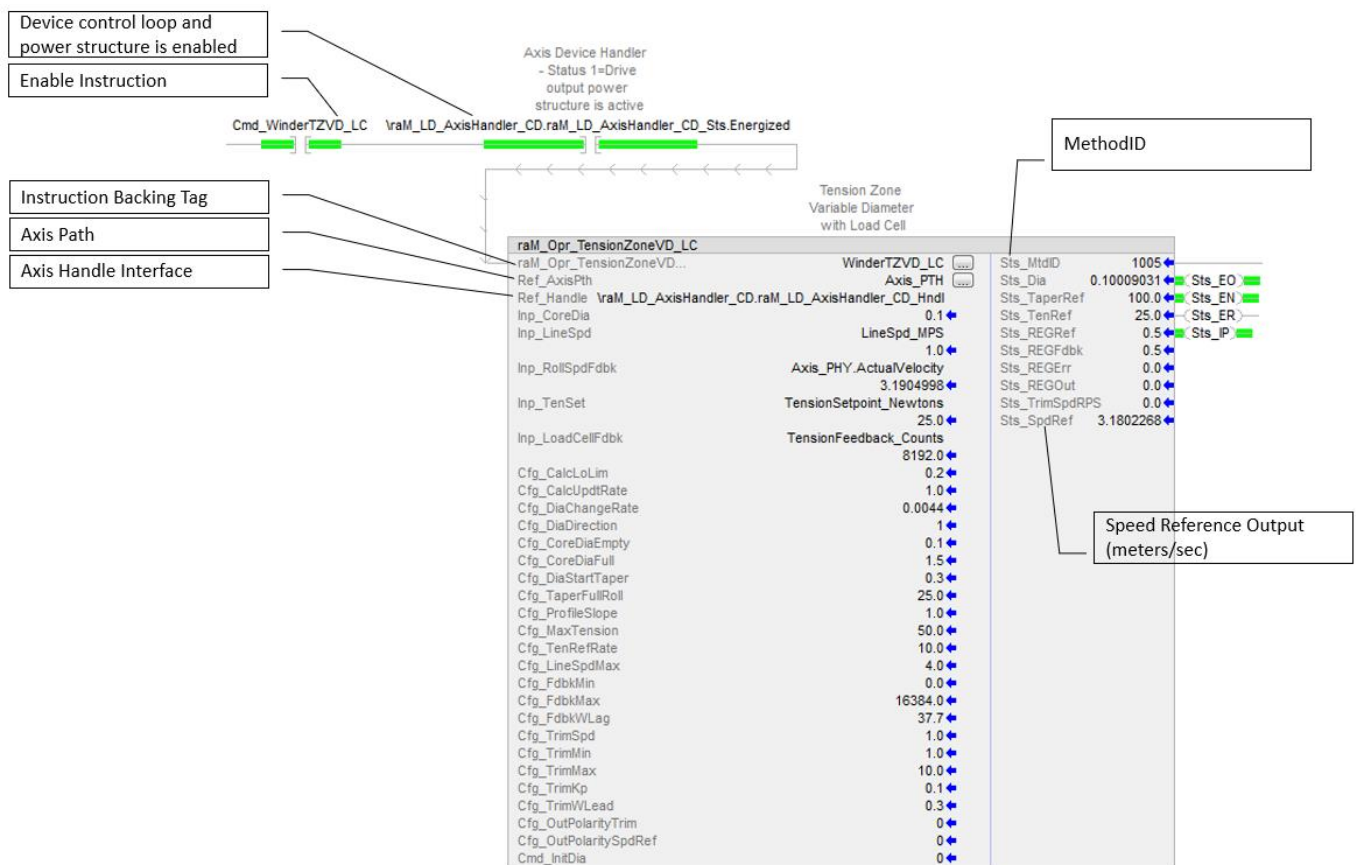 Device control loop and
power structure is enabled
Enable Instruction
Axis Device Handler
- Status 1=Drive
output power
structure is active
Cmd_WinderTZVD_LC \raM_LD_AxisHandler_CD.raM_LD_AxisHandler_CD_Sts.Energized
MethodID
Instruction Backing Tag
Axis Path
Axis Handle Interface
Tension Zone
Variable Diameter
with Load Cell
raM_Opr_TensionZoneVD_LC
raM_Opr_TensionZoneVD... WinderTZVD_LC ... Sts_MtdID 1005
Ref_AxisPth Axis_PTH ... Sts_Dia 0.10009031 Sts_EO
Ref_Handle \raM_LD_AxisHandler_CD.raM_LD_AxisHandler_CD_Hndl Sts_TaperRef 100.0 Sts_EN
Inp_CoreDia 0.1 Sts_TenRef 25.0 Sts_ER
Inp_LineSpd LineSpd_MPS Sts_REGRef 0.5 Sts_IP
1.0 Sts_REGFdbk 0.5
Inp_RollSpdFdbk Axis_PHY.ActualVelocity Sts_REGErr 0.0
3.1904998 Sts_REGOut 0.0
Inp_TenSet TensionSetpoint_Newtons Sts_TrimSpdRPS 0.0
25.0 Sts_SpdRef 3.1802268
Inp_LoadCellFdbk TensionFeedback_Counts
8192.0
Cfg_CalcLoLim 0.2
Cfg_CalcUpdtRate 1.0
Cfg_DiaChangeRate 0.0044
Cfg_DiaDirection 1
Cfg_CoreDiaEmpty 0.1
Cfg_CoreDiaFull 1.5
Cfg_DiaStartTaper 0.3
Cfg_TaperFullRoll 25.0
Cfg_ProfileSlope 1.0
Cfg_MaxTension 50.0
Cfg_TenRefRate 10.0
Cfg_LineSpdMax 4.0
Cfg_FdbkMin 0.0
Cfg_FdbkMax 16384.0
Cfg_FdbkWLag 37.7
Cfg_TrimSpd 1.0
Cfg_TrimMin 1.0
Cfg_TrimMax 10.0
Cfg_TrimKp 0.1
Cfg_TrimWLead 0.3
Cfg_OutPolarityTrim 0
Cfg_OutPolaritySpdRef 0
Cmd_InitDia 0
Speed Reference Output
(meters/sec)